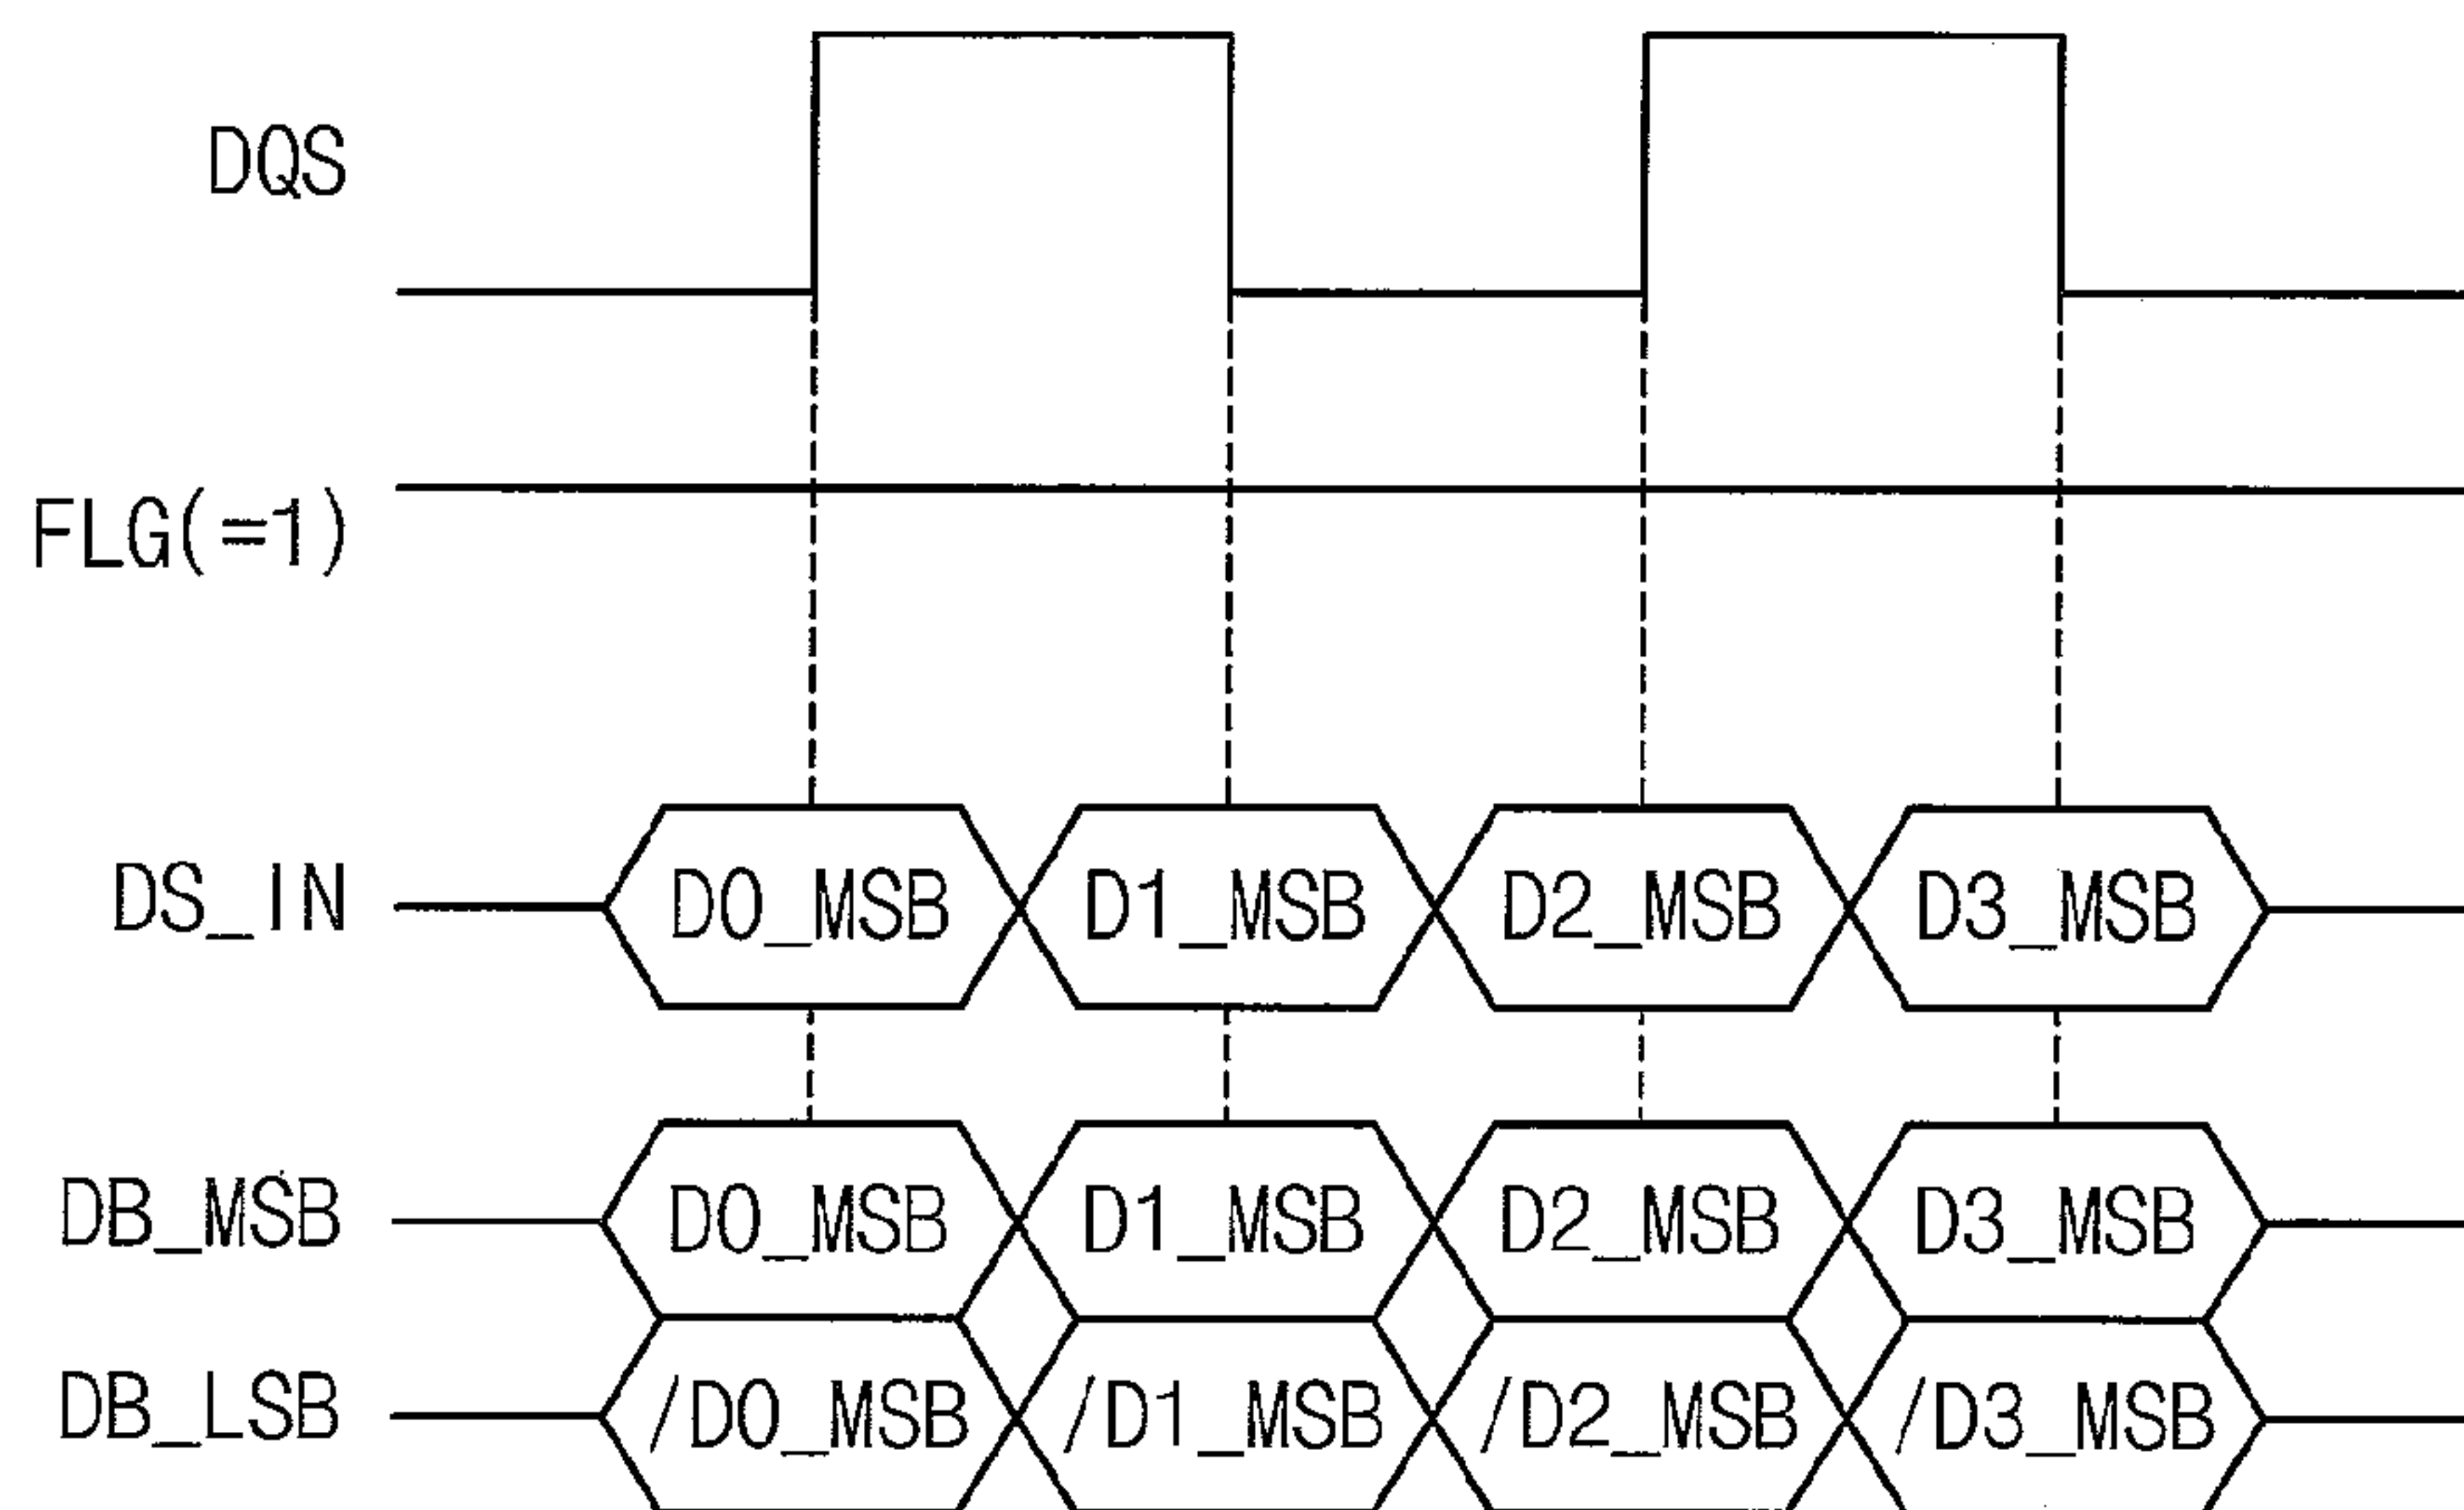 DQS
FLG(=1)
DS_IN D0_MSB D1_MSB D2_MSB D3_MSB
DB_MSB D0_MSB D1_MSB D2_MSB D3_MSB
DB_LSB /D0_MSB /D1_MSB /D2_MSB /D3_MSB